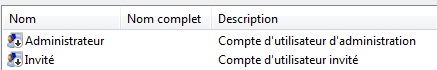 Nom Nom complet Description
Administrateur Compte d'utilisateur d'administration
Invité Compte d'utilisateur invité